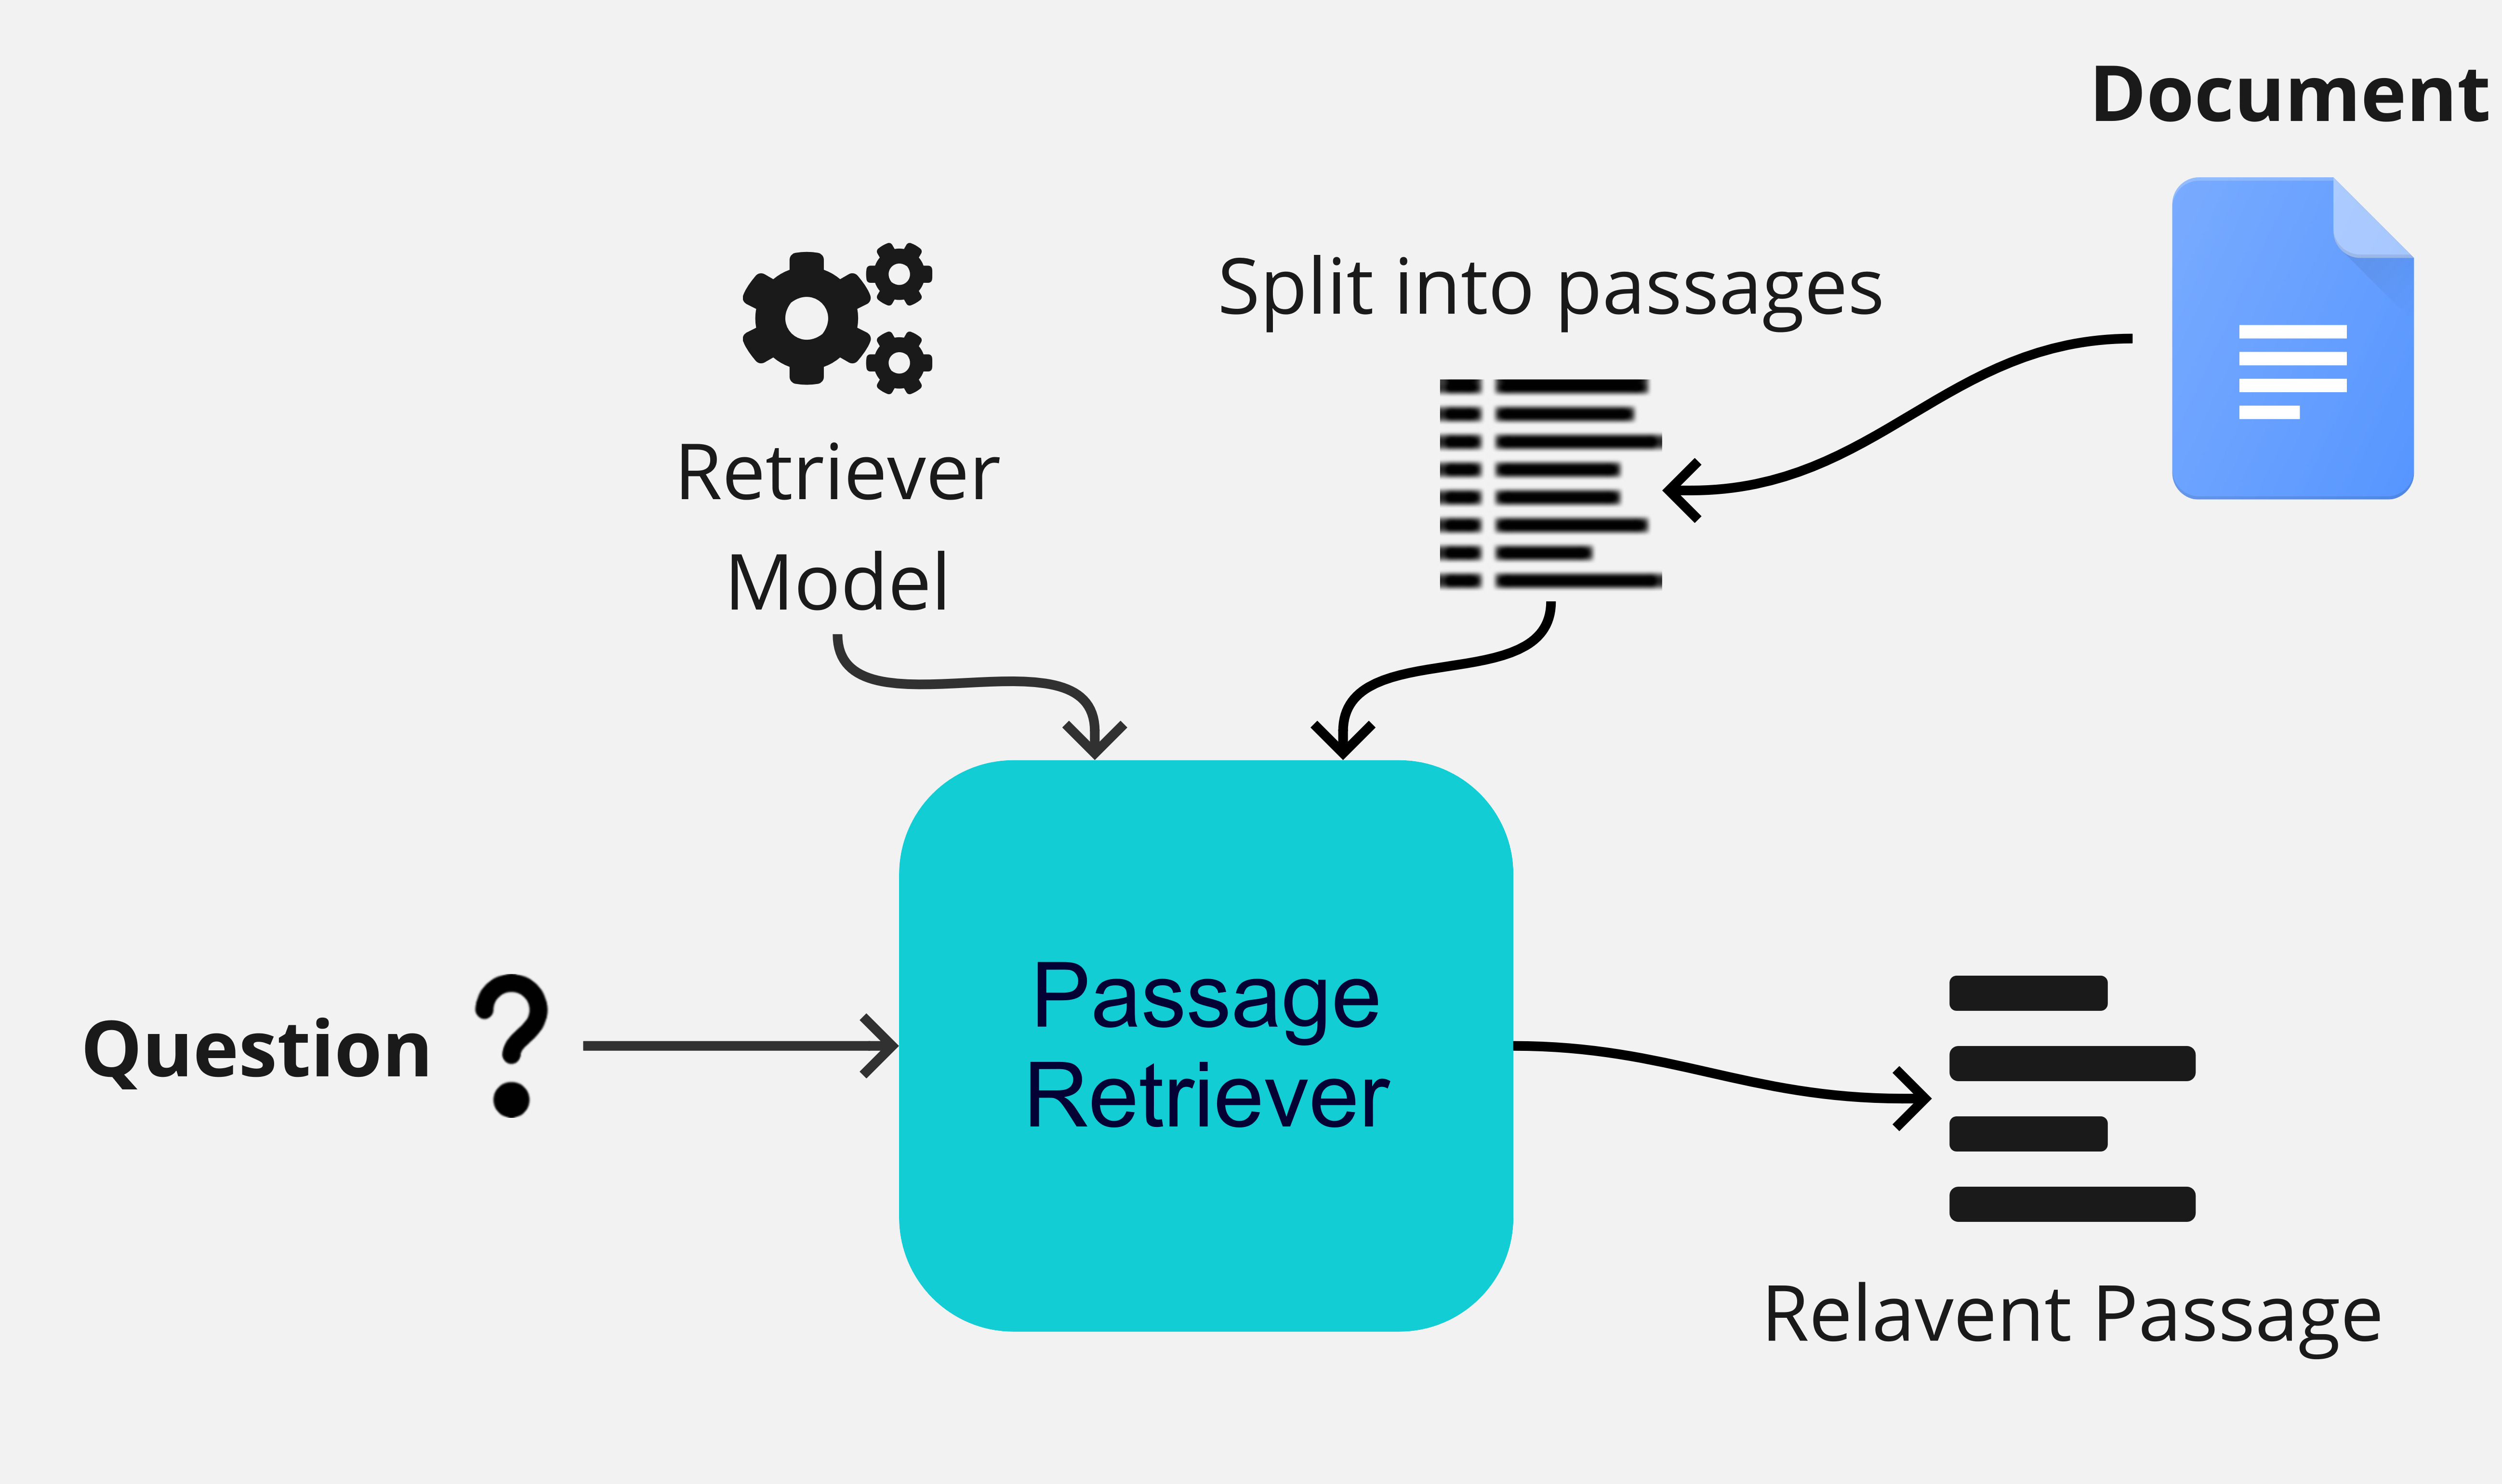 Document
Split into passages
Retriever
Model
Question
Passage
Retriever
Relavent Passage